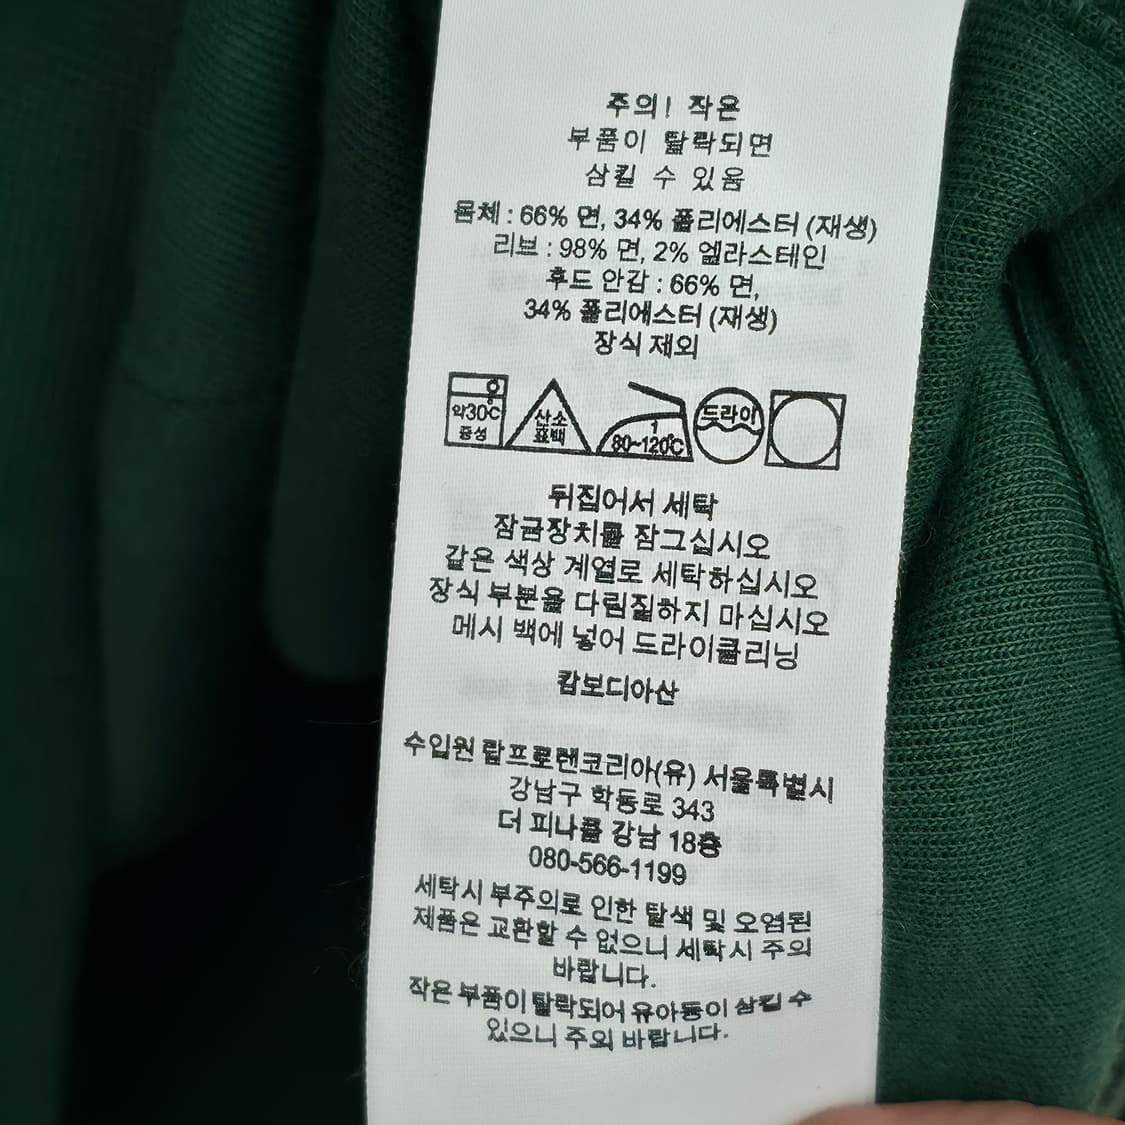 주의! 작은
부품이 탈락되면
삼킬 수 있음
몸체 : 66% 면, 34% 폴리에스터 (재생)
리브 : 98% 면, 2% 엘라스테인
후드 안감 : 66% 면,
34% 폴리에스터 (재생)
장식 제외
약30℃
중성
산소
표백
1
80~120℃
드라이
뒤집어서 세탁
잠금장치를 잠그십시오
같은 색상 계열로 세탁하십시오
장식 부분을 다림질하지 마십시오
메시 백에 넣어 드라이클리닝
캄보디아산
수입원 랄프로렌코리아(유) 서울특별시
강남구 학동로 343
더 피나클 강남 18층
080-566-1199
세탁시 부주의로 인한 탈색 및 오염된
제품은 교환할 수 없으니 세탁시 주의
바랍니다.
작은 부품이 탈락되어 유아등이 삼킬 수
있으니 주의 바랍니다.